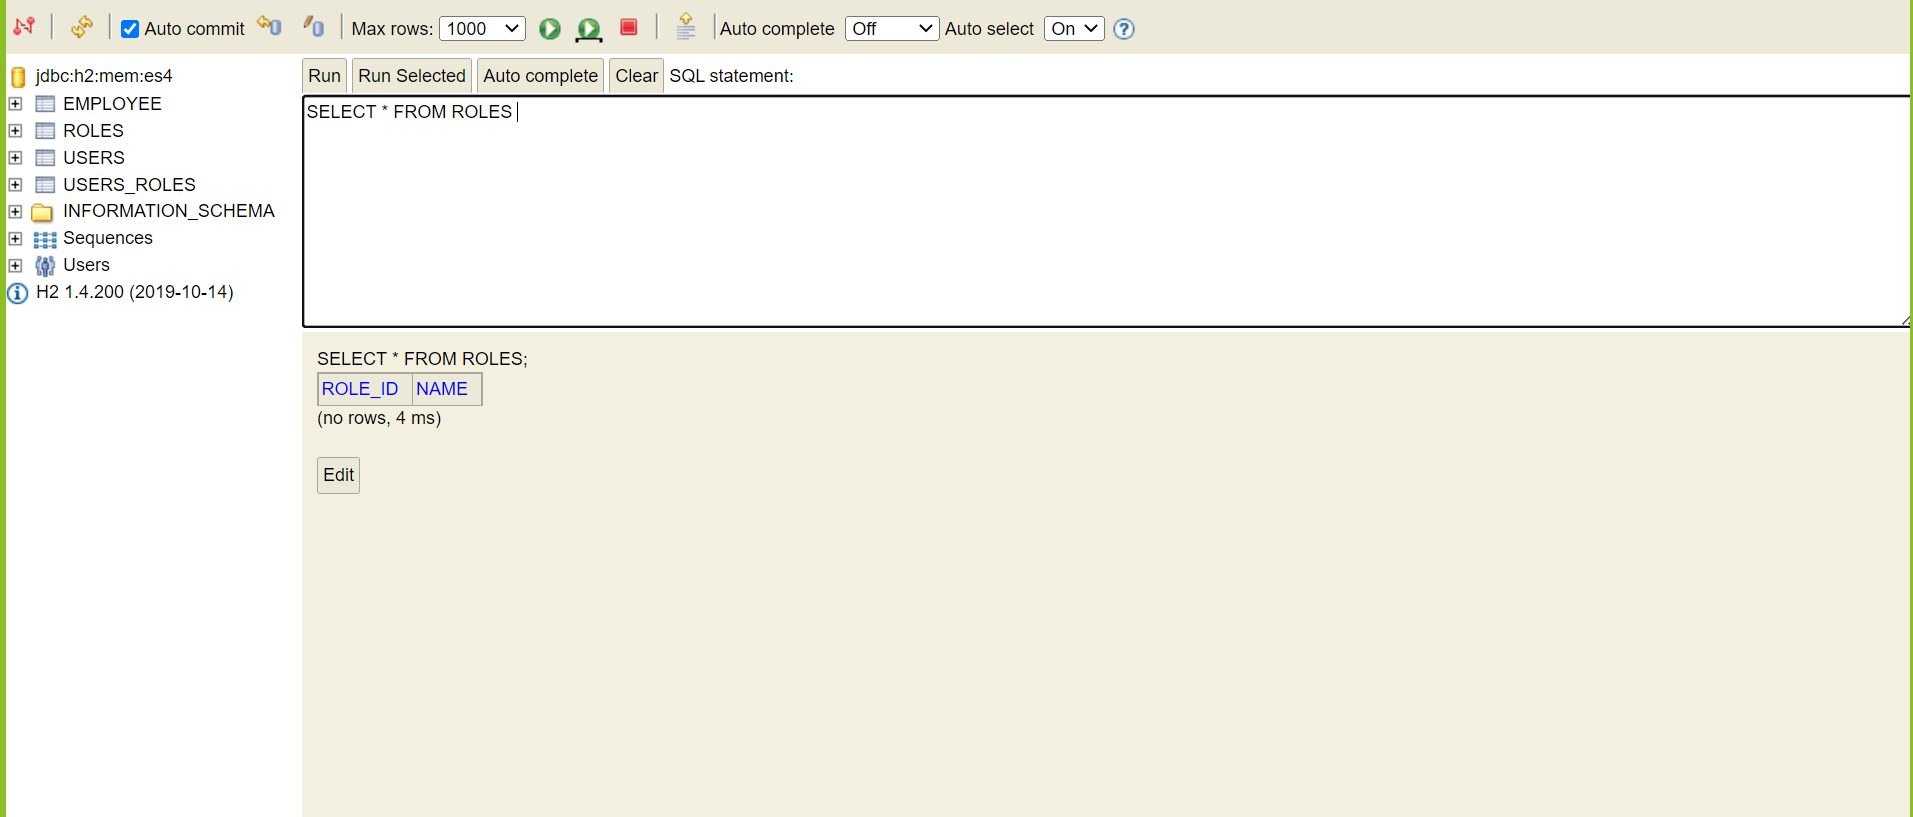 Auto commit Max rows: 1000 Auto complete Off Auto select On ?
jdbc:h2:mem:es4
EMPLOYEE
ROLES
USERS
USERS_ROLES
INFORMATION_SCHEMA
Sequences
Users
H2 1.4.200 (2019-10-14)
Run Run Selected Auto complete Clear SQL statement:
SELECT * FROM ROLES
SELECT * FROM ROLES;
ROLE_ID NAME
(no rows, 4 ms)
Edit